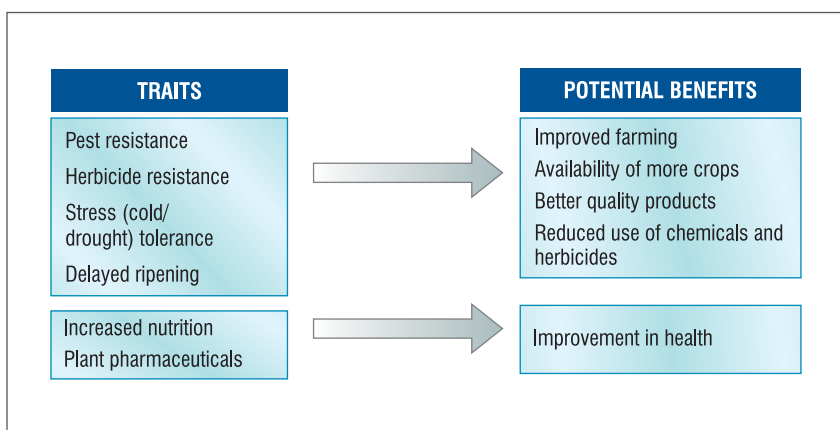 TRAITS
Pest resistance
Herbicide resistance
Stress (cold/
drought) tolerance
Delayed ripening
Increased nutrition
Plant pharmaceuticals
POTENTIAL BENEFITS
Improved farming
Availability of more crops
Better quality products
Reduced use of chemicals and
herbicides
Improvement in health